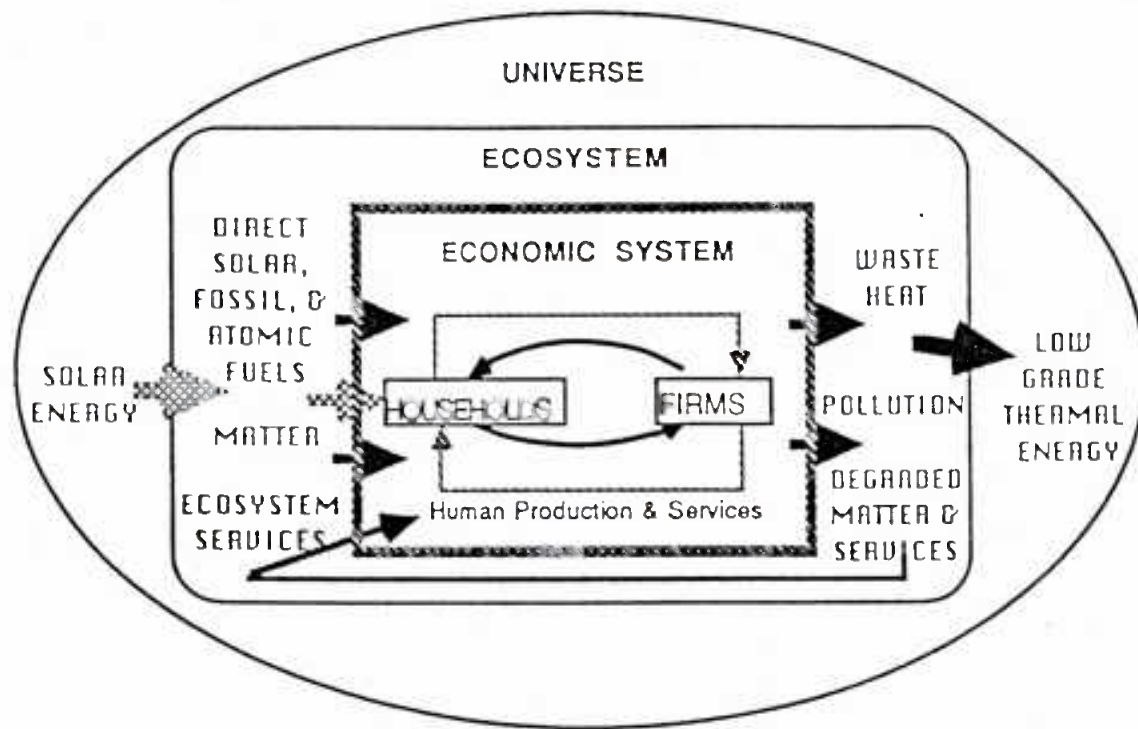 UNIVERSE
ECOSYSTEM
DIRECT
SOLAR,
FOSSIL, &
ATOMIC
FUELS
MATTER
ECOSYSTEM
SERVICES
SOLAR
ENERGY
ECONOMIC SYSTEM
HOUSEHOLDS
FIRMS
Human Production & Services
WASTE
HEAT
POLLUTION
DEGRADED
MATTER &
SERVICES
LOW
GRADE
THERMAL
ENERGY